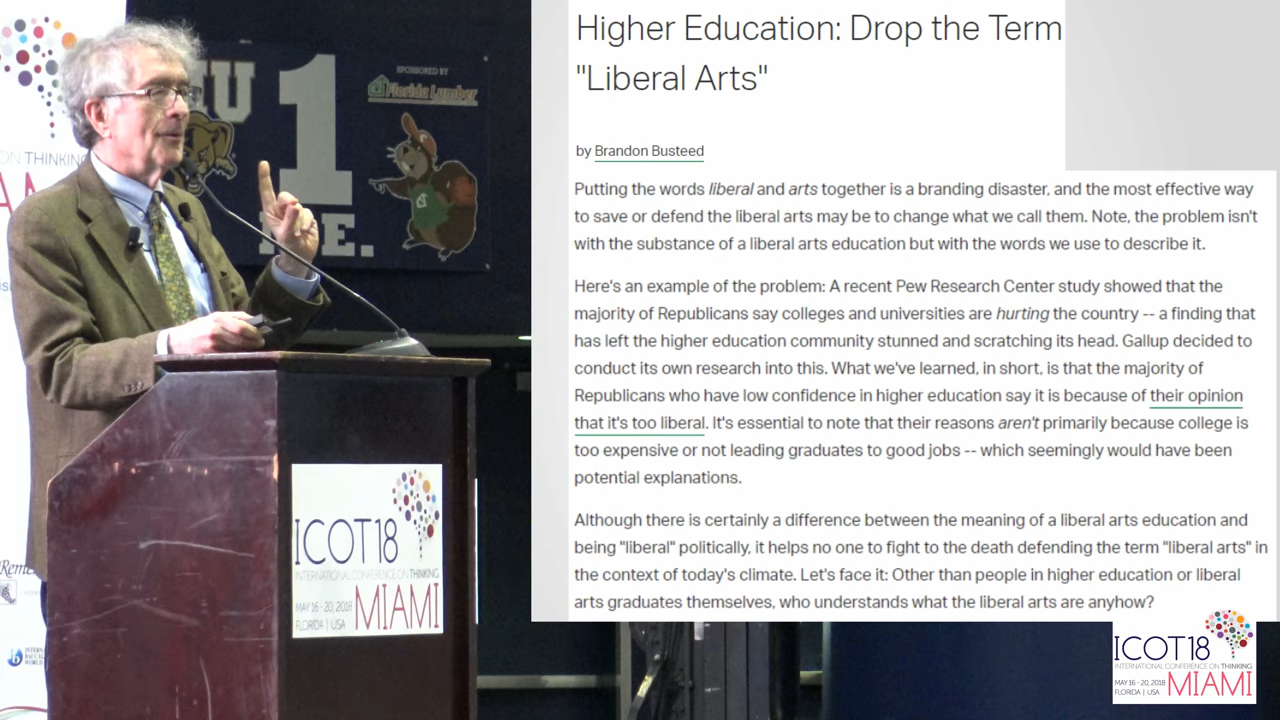 Higher Education: Drop the Term
"Liberal Arts"
by Brandon Busteed
Putting the words liberal and arts together is a branding disaster, and the most effective way
to save or defend the liberal arts may be to change what we call them. Note, the problem isn't
with the substance of a liberal arts education but with the words we use to describe it.
Here's an example of the problem: A recent Pew Research Center study showed that the
majority of Republicans say colleges and universities are hurting the country -- a finding that
has left the higher education community stunned and scratching its head. Gallup decided to
conduct its own research into this. What we've learned, in short, is that the majority of
Republicans who have low confidence in higher education say it is because of their opinion
that it's too liberal. It's essential to note that their reasons aren't primarily because college is
too expensive or not leading graduates to good jobs -- which seemingly would have been
potential explanations.
Although there is certainly a difference between the meaning of a liberal arts education and
being "liberal" politically, it helps no one to fight to the death defending the term "liberal arts" in
the context of today's climate. Let's face it: Other than people in higher education or liberal
arts graduates themselves, who understands what the liberal arts are anyhow?
ON THINKING
1
SPONSORED BY
Florida Lumber
ICOT18
INTERNATIONAL CONFERENCE ON THINKING
MAY 16 - 20, 2018
FLORIDA | USA
MIAMI
ICOT18
INTERNATIONAL CONFERENCE ON THINKING
MAY 16 - 20, 2018
FLORIDA | USA
MIAMI